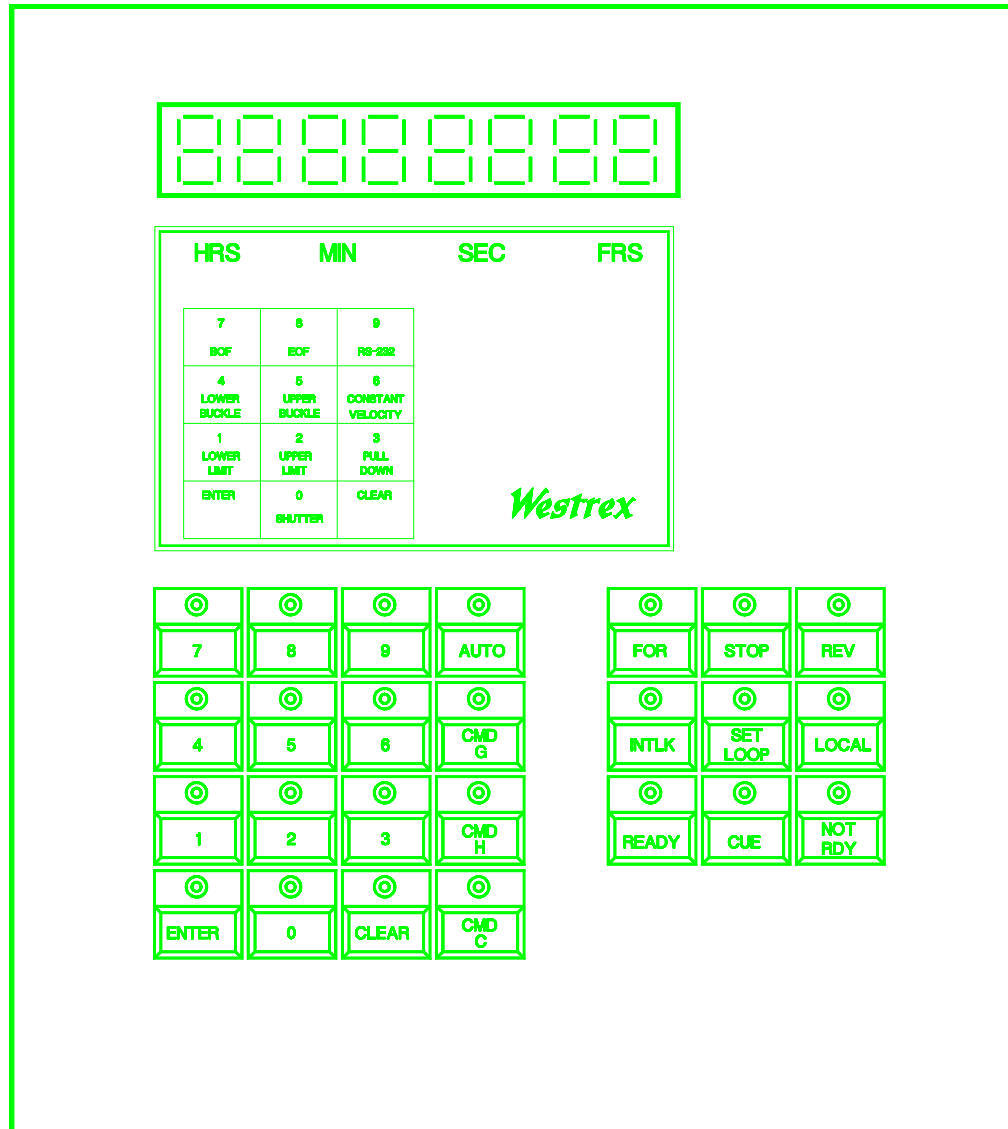 HRS MIN SEC FRS
7 8 9
BOF EOF RS-232
4 5 6
LOWER UPPER CONSTANT
BUCKLE BUCKLE VELOCITY
1 2 3
LOWER UPPER PULL
LIMIT LIMIT DOWN
ENTER 0 CLEAR
SHUTTER
Westrex
7 8 9 AUTO FOR STOP REV
4 5 6 CMD G INTLK SET LOOP LOCAL
1 2 3 CMD H READY CUE NOT RDY
ENTER 0 CLEAR CMD C